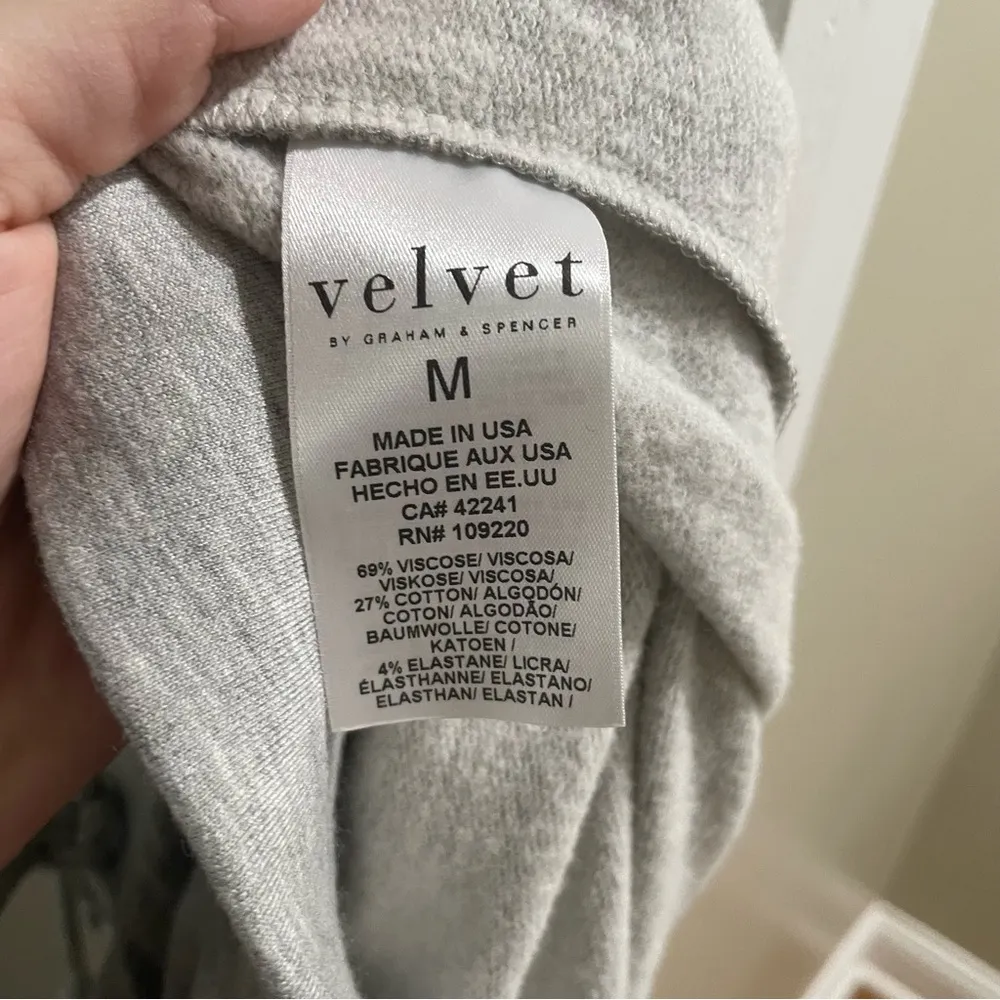 velvet
BY GRAHAM & SPENCER
M
MADE IN USA
FABRIQUE AUX USA
HECHO EN EE.UU
CA# 42241
RN# 109220
69% VISCOSE/ VISCOSA/
VISKOSE/ VISCOSA/
27% COTTON/ ALGODÓN/
COTON/ ALGODÃO/
BAUMWOLLE/ COTONE/
KATOEN /
4% ELASTANE/ LICRA/
ÉLASTHANNE/ ELASTANO/
ELASTHAN/ ELASTAN /